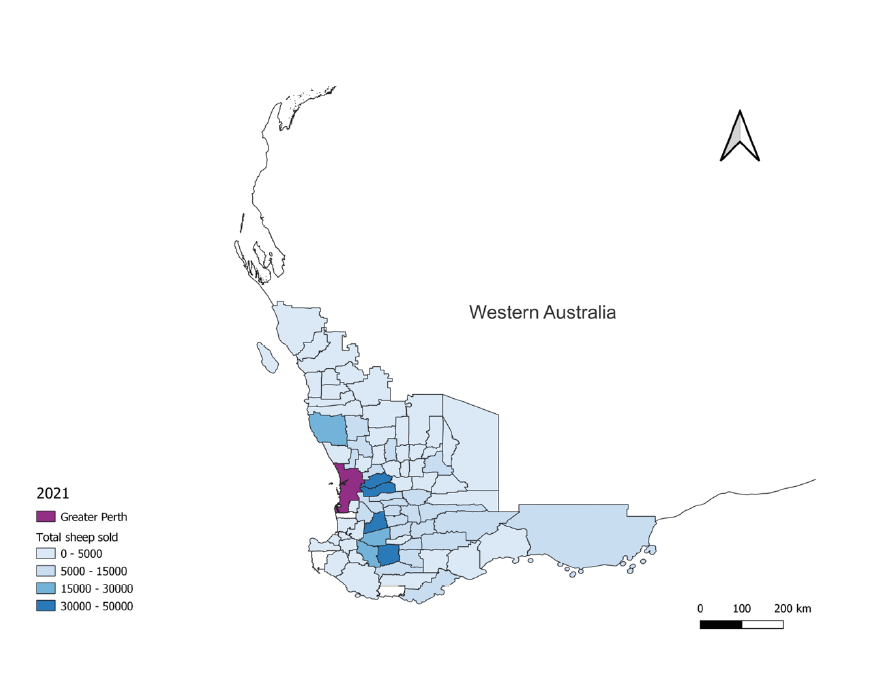 Western Australia
2021
Greater Perth
Total sheep sold
0 - 5000
5000 - 15000
15000 - 30000
30000 - 50000
0 100 200 km